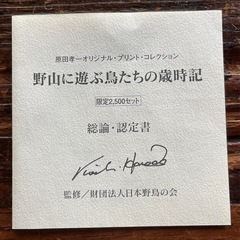 原田孝一オリジナル・プリント・コレクション
野山に遊ぶ鳥たちの歳時記
限定2,500セット
総論・認定書
監修/財団法人日本野鳥の会